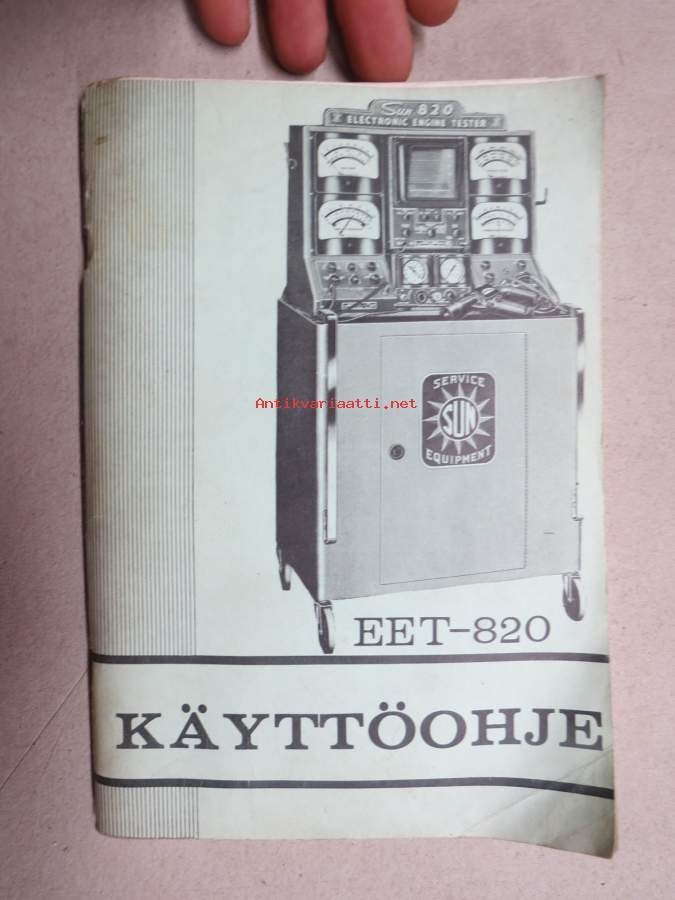 Sun 820
ELECTRONIC ENGINE TESTER
Antikvariaatti.net
SERVICE
SUN
EQUIPMENT
EET-820
KÄYTTÖOHJE